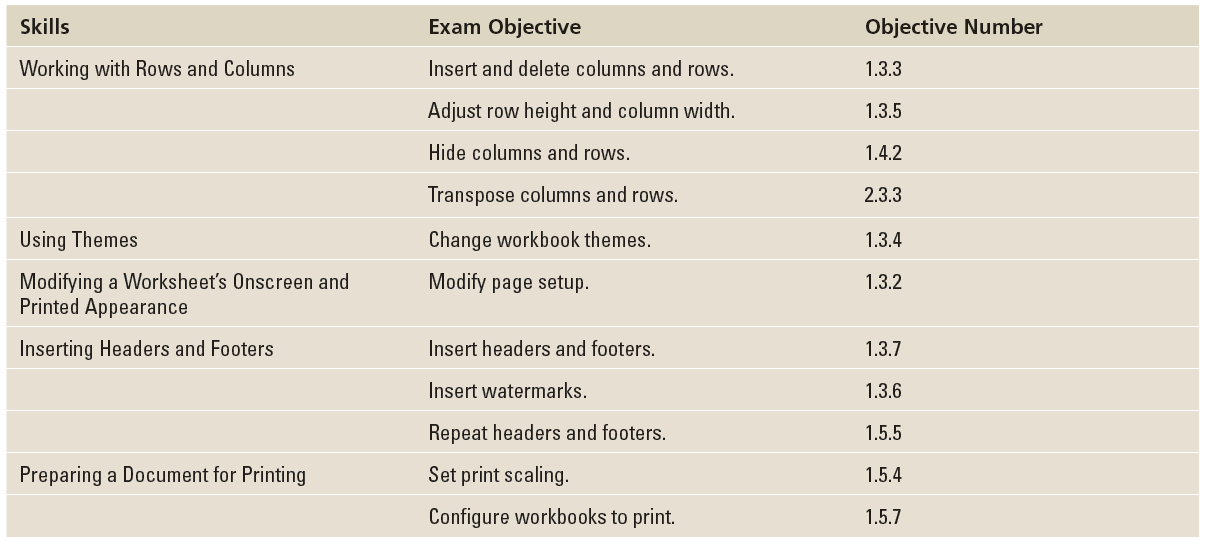 Skills Exam Objective Objective Number
Working with Rows and Columns Insert and delete columns and rows. 1.3.3
Adjust row height and column width. 1.3.5
Hide columns and rows. 1.4.2
Transpose columns and rows. 2.3.3
Using Themes Change workbook themes. 1.3.4
Modifying a Worksheet's Onscreen and Modify page setup. 1.3.2
Printed Appearance
Inserting Headers and Footers Insert headers and footers. 1.3.7
Insert watermarks. 1.3.6
Repeat headers and footers. 1.5.5
Preparing a Document for Printing Set print scaling. 1.5.4
Configure workbooks to print. 1.5.7